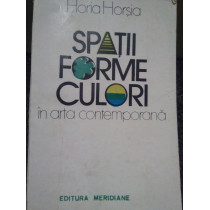 Horia Horșia
SPAȚII
FORME
CULORI
în arta contemporană
EDITURA MERIDIANE